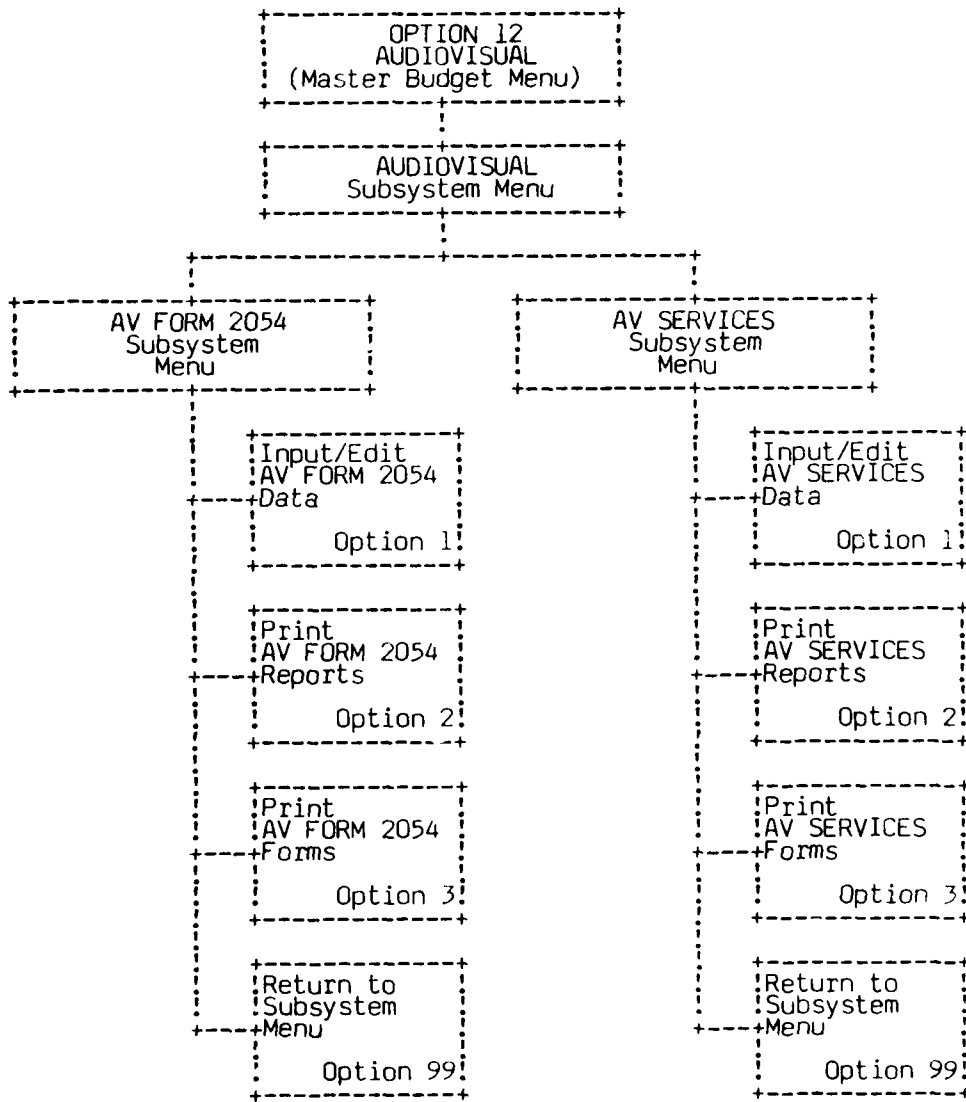 OPTION 12
AUDIOVISUAL
(Master Budget Menu)
AUDIOVISUAL
Subsystem Menu
AV FORM 2054
Subsystem
Menu
Input/Edit
AV FORM 2054
Data
Option 1
Print
AV FORM 2054
Reports
Option 2
Print
AV FORM 2054
Forms
Option 3
Return to
Subsystem
Menu
Option 99
AV SERVICES
Subsystem
Menu
Input/Edit
AV SERVICES
Data
Option 1
Print
AV SERVICES
Reports
Option 2
Print
AV SERVICES
Forms
Option 3
Return to
Subsystem
Menu
Option 99